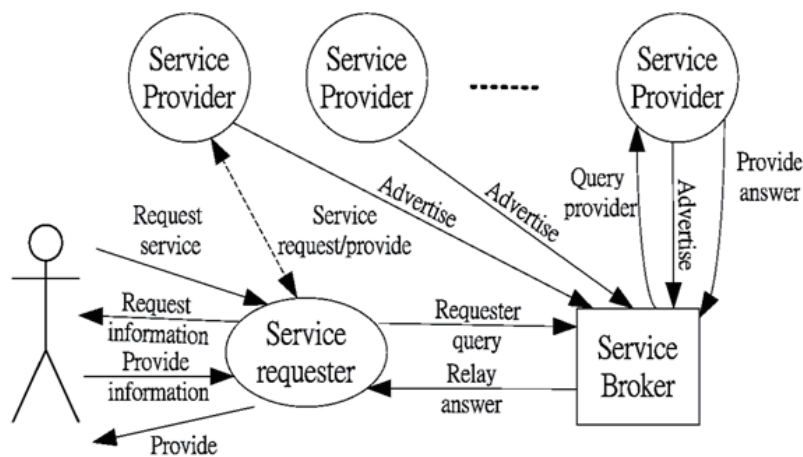 Service
Provider
Service
Provider
Service
Provider
Advertise
Advertise
Query
provider
Advertise
Provide
answer
Request
service
Service
request/provide
Request
information
Provide
information
Provide
Service
requester
Requester
query
Relay
answer
Service
Broker